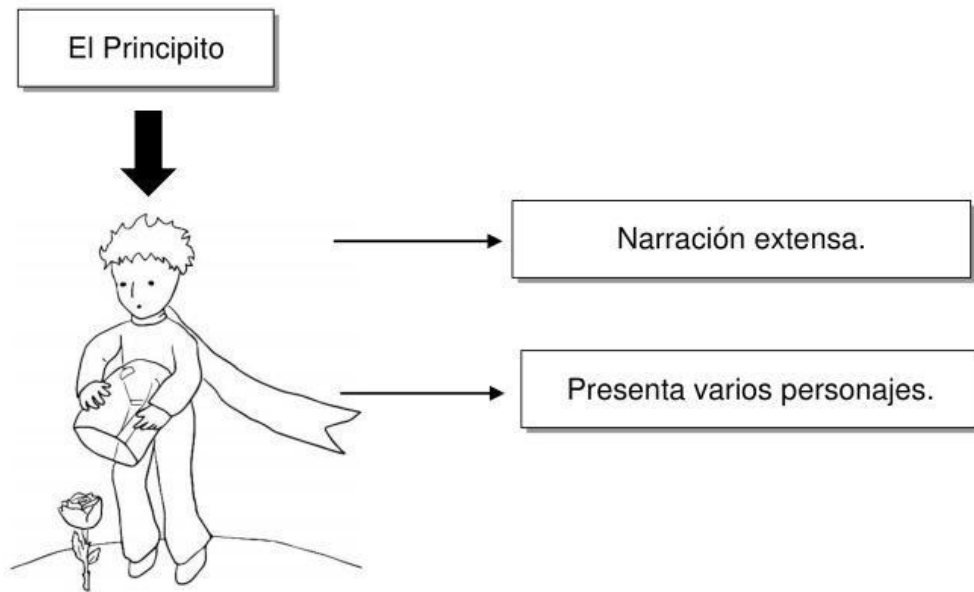 El Principito
Narración extensa.
Presenta varios personajes.